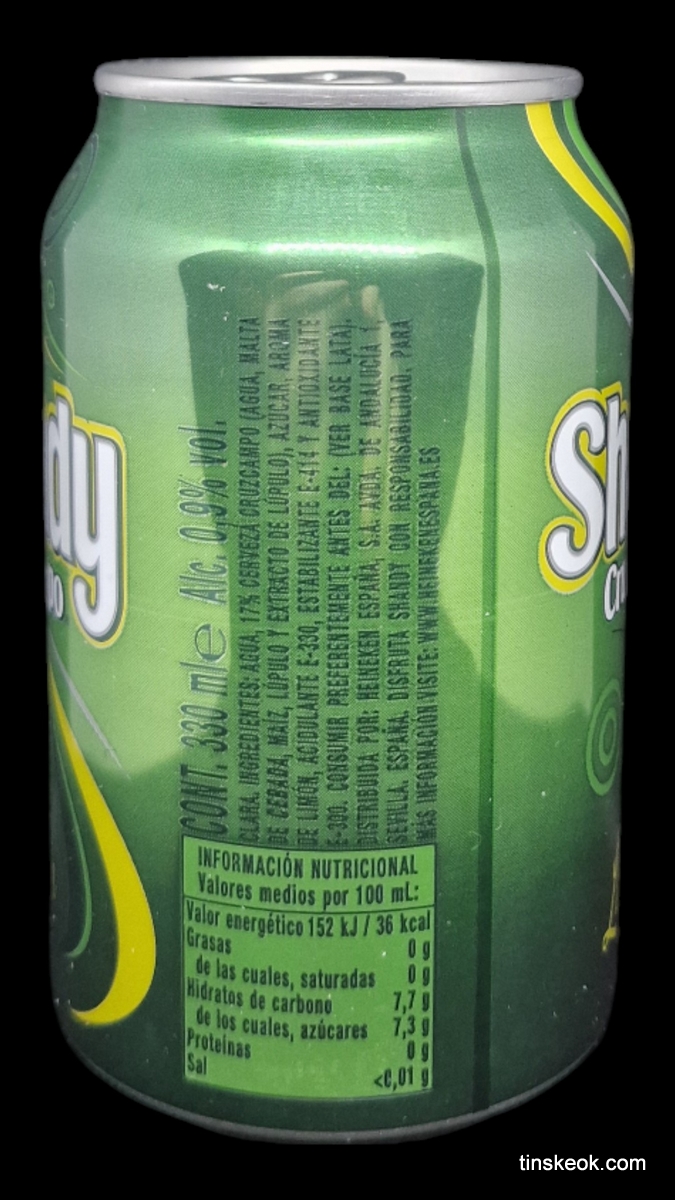 dy
po
Sh
Cru
CONT. 330 ml e Alc. 0,9% vol.
CLARA. INGREDIENTES: AGUA, 17% CERVEZA CRUZCAMPO (AGUA, MALTA
DE CEBADA, MAÍZ, LÚPULO Y EXTRACTO DE LÚPULO), AZÚCAR, AROMA
DE LIMÓN, ACIDULANTE E-330, ESTABILIZANTE E-414 Y ANTIOXIDANTE
E-300. CONSUMIR PREFERENTEMENTE ANTES DEL: (VER BASE LATA).
DISTRIBUIDA POR: HEINEKEN ESPAÑA, S.A. AVDA. DE ANDALUCÍA 1,
SEVILLA. ESPAÑA. DISFRUTA SHANDY CON RESPONSABILIDAD. PARA
MÁS INFORMACIÓN VISITE: WWW.HEINEKENESPANA.ES
INFORMACIÓN NUTRICIONAL
Valores medios por 100 mL:
Valor energético 152 kJ / 36 kcal
Grasas 0 g
de las cuales, saturadas 0 g
Hidratos de carbono 7,7 g
de los cuales, azúcares 7,3 g
Proteínas 0 g
Sal <0,01 g
tinskeok.com